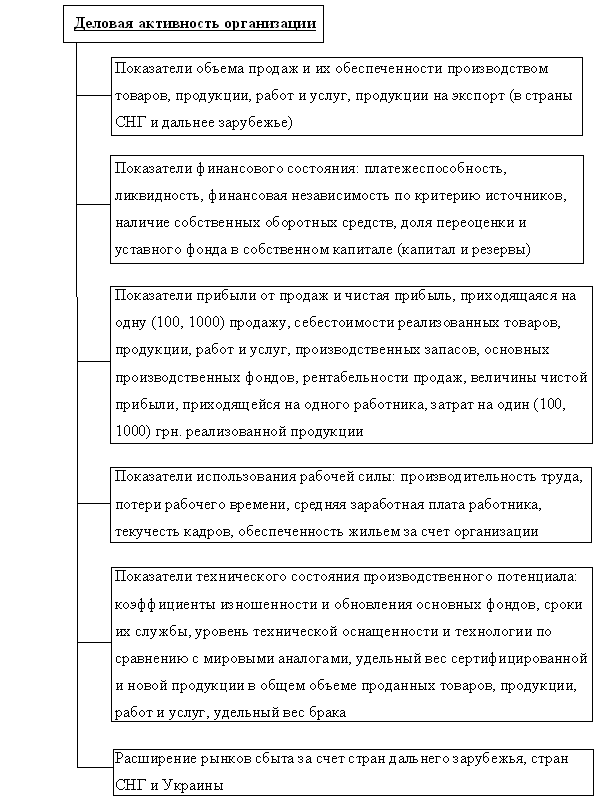 Деловая активность организации
Показатели объема продаж и их обеспеченности производством
товаров, продукции, работ и услуг, продукции на экспорт (в страны
СНГ и дальнее зарубежье)
Показатели финансового состояния: платежеспособность,
ликвидность, финансовая независимость по критерию источников,
наличие собственных оборотных средств, доля переоценки и
уставного фонда в собственном капитале (капитал и резервы)
Показатели прибыли от продаж и чистая прибыль, приходящаяся на
одну (100, 1000) продажу, себестоимости реализованных товаров,
продукции, работ и услуг, производственных запасов, основных
производственных фондов, рентабельности продаж, величины чистой
прибыли, приходящейся на одного работника, затрат на один (100,
1000) грн. реализованной продукции
Показатели использования рабочей силы: производительность труда,
потери рабочего времени, средняя заработная плата работника,
текучесть кадров, обеспеченность жильем за счет организации
Показатели технического состояния производственного потенциала:
коэффициенты изношенности и обновления основных фондов, сроки
их службы, уровень технической оснащенности и технологии по
сравнению с мировыми аналогами, удельный вес сертифицированной
и новой продукции в общем объеме проданных товаров, продукции,
работ и услуг, удельный вес брака
Расширение рынков сбыта за счет стран дальнего зарубежья, стран
СНГ и Украины